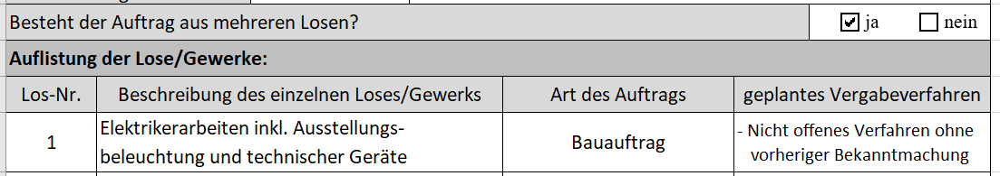 Besteht der Auftrag aus mehreren Losen? ja nein
Auflistung der Lose/Gewerke:
Los-Nr. Beschreibung des einzelnen Loses/Gewerks Art des Auftrags geplantes Vergabeverfahren
1 Elektrikerarbeiten inkl. Ausstellungs-
beleuchtung und technischer Geräte
Bauauftrag
- Nicht offenes Verfahren ohne
vorheriger Bekanntmachung